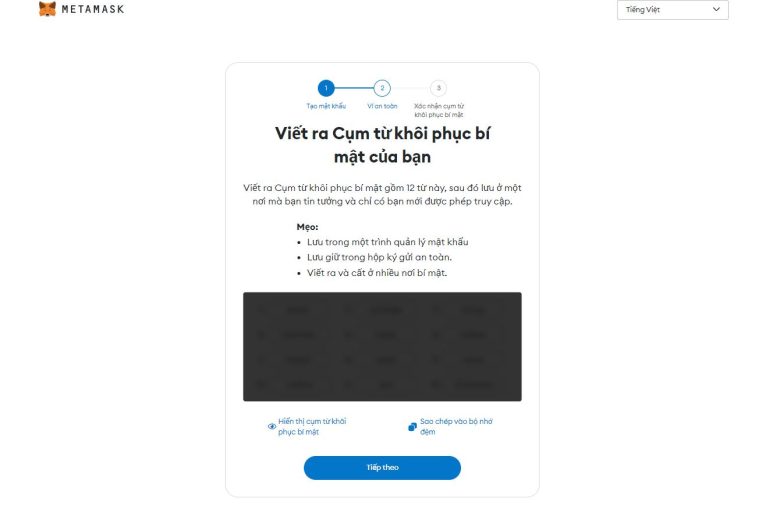 METAMASK
Tiếng Việt
1
2
3
Tạo mật khẩu
Ví an toàn
Xác nhận cụm từ
khôi phục bí mật
Viết ra Cụm từ khôi phục bí
mật của bạn
Viết ra Cụm từ khôi phục bí mật gồm 12 từ này, sau đó lưu ở một
nơi mà bạn tin tưởng và chỉ có bạn mới được phép truy cập.
Mẹo:
• Lưu trong một trình quản lý mật khẩu
• Lưu giữ trong hộp ký gửi an toàn.
• Viết ra và cất ở nhiều nơi bí mật.
Hiển thị cụm từ khôi
phục bí mật
Sao chép vào bộ nhớ
đệm
Tiếp theo